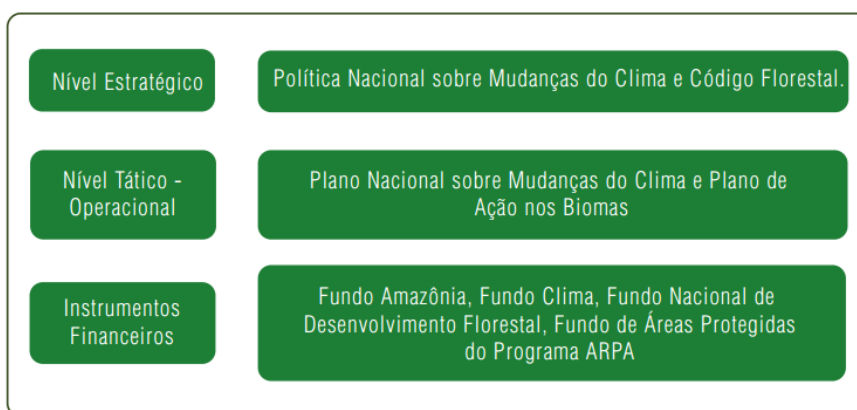 Nível Estratégico
Política Nacional sobre Mudanças do Clima e Código Florestal.
Nível Tático -
Operacional
Plano Nacional sobre Mudanças do Clima e Plano de
Ação nos Biomas
Instrumentos
Financeiros
Fundo Amazônia, Fundo Clima, Fundo Nacional de
Desenvolvimento Florestal, Fundo de Áreas Protegidas
do Programa ARPA